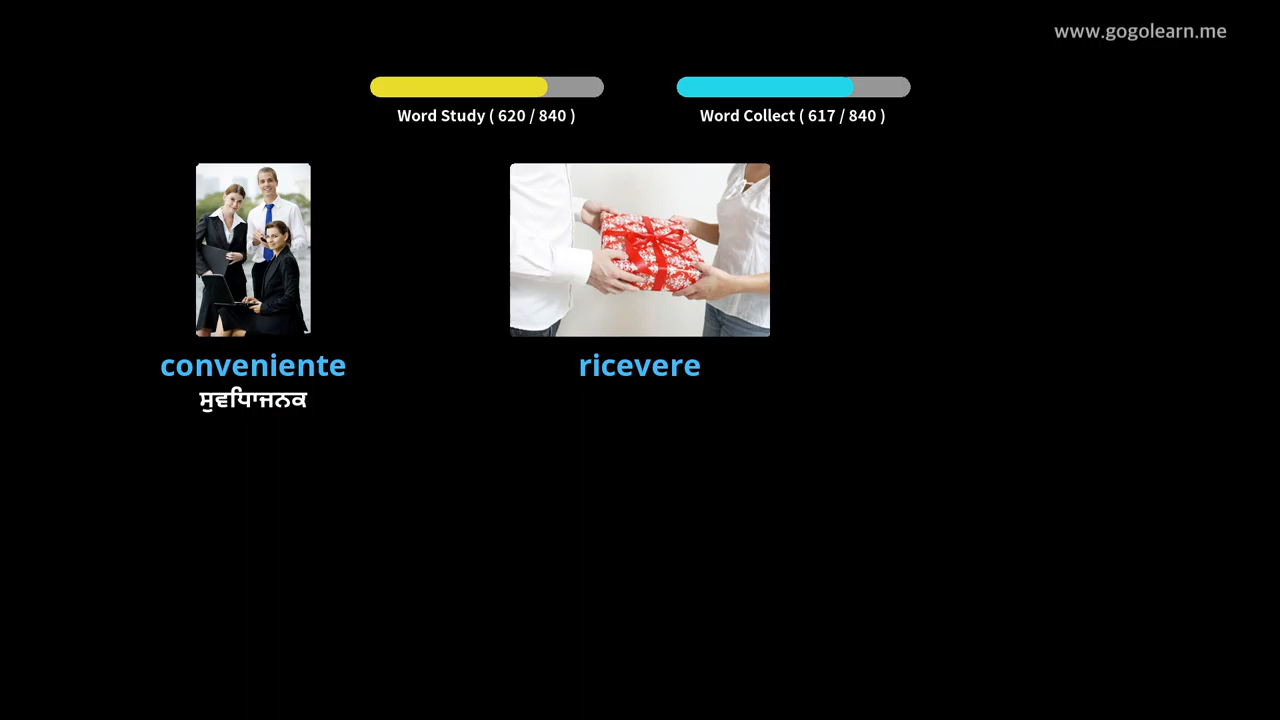 www.gogolearn.me
Word Study ( 620 / 840 )
Word Collect ( 617 / 840 )
conveniente
ਸੁਵਿਧਾਜਨਕ
ricevere